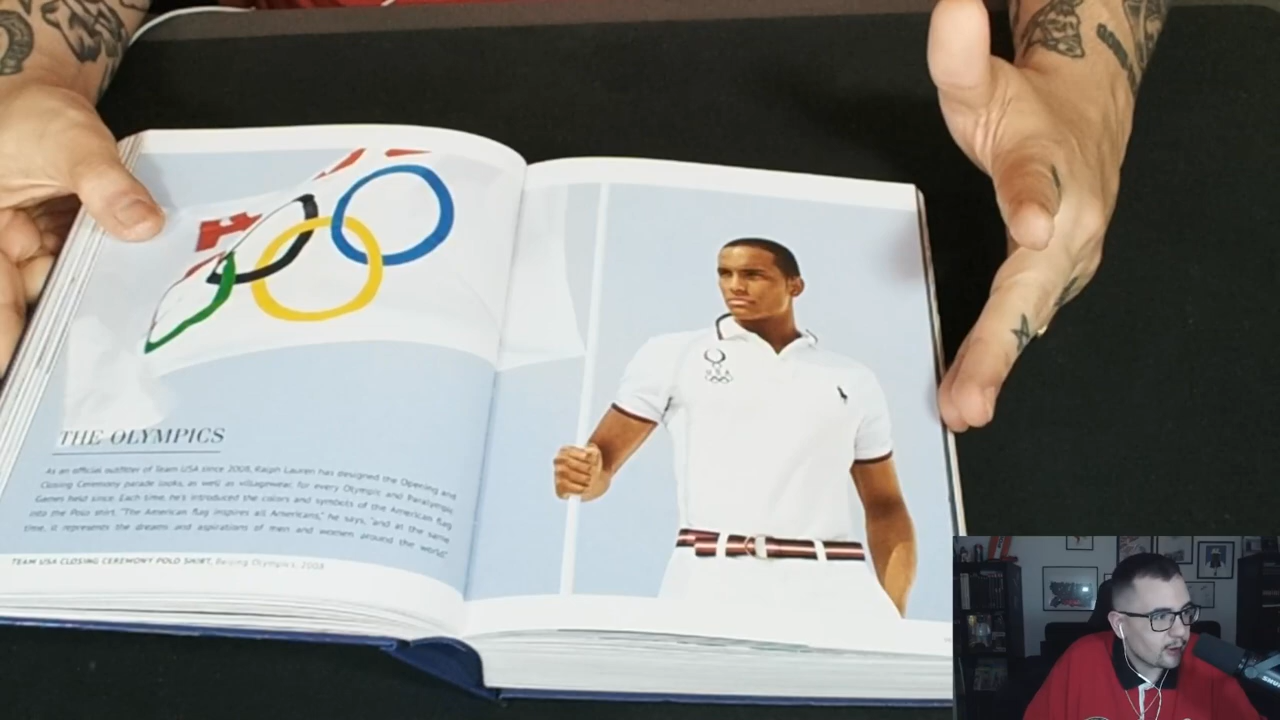 THE OLYMPICS
As an official outfitter of Team USA since 2008, Ralph Lauren has designed the Opening and
Closing Ceremony parade looks, as well as villagewear, for every Olympic and Paralympic
Games held since. Each time, he's introduced the colors and symbols of the American flag
into the Polo shirt. "The American flag inspires all Americans," he says, "and at the same
time, it represents the dreams and aspirations of men and women around the world."
TEAM USA CLOSING CEREMONY POLO SHIRT, Beijing Olympics, 2008
USA